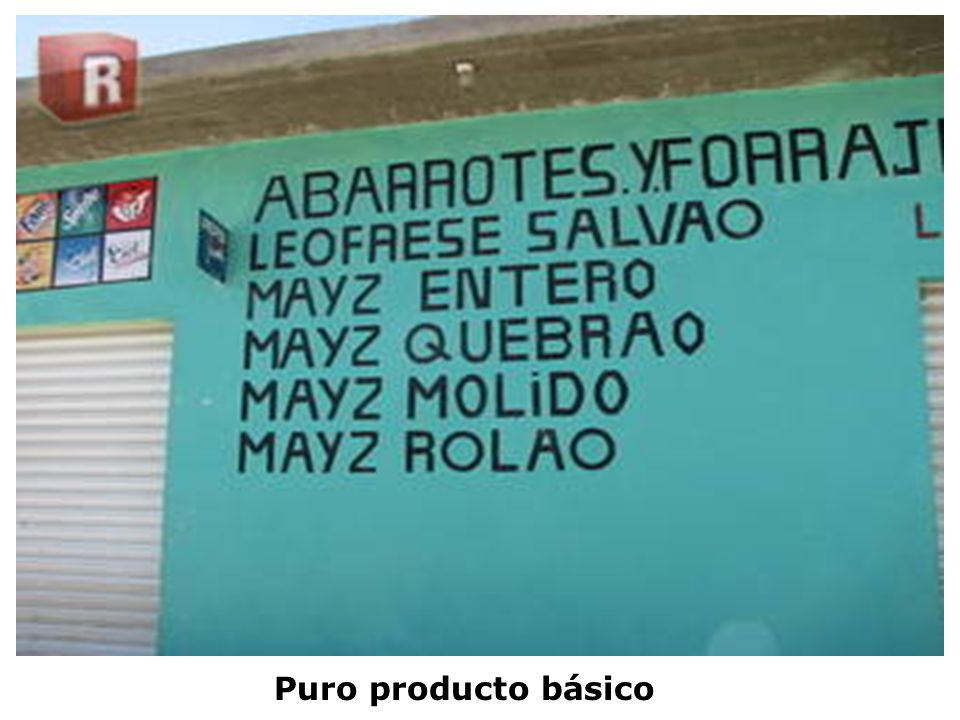 R
ABARROTES.Y.FORRAJ
LEOFRESE SALVAO
MAYZ ENTERO
MAYZ QUEBRAO
MAYZ MOLiDO
MAYZ ROLAO
L
Puro producto básico